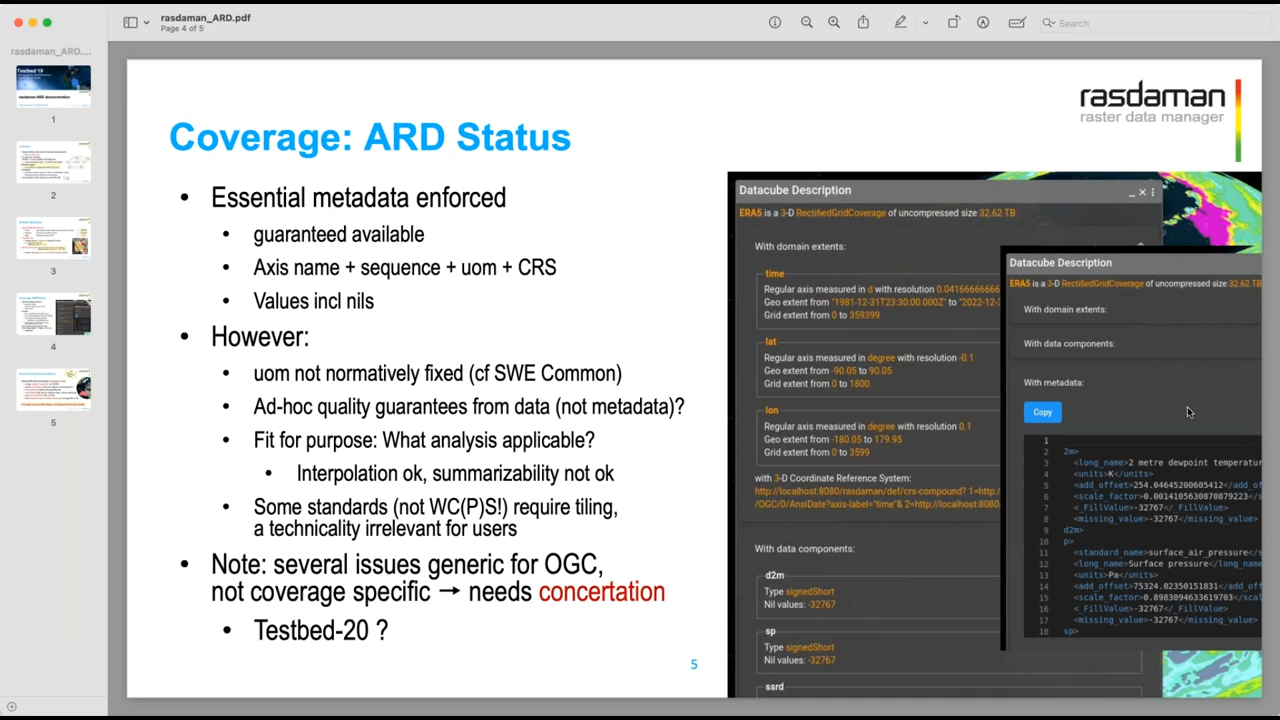 rasdaman_ARD.pdf
Page 4 of 5
Search
rasdaman_ARD....
Testbed 19
1
2
3
4
5
rasdaman
raster data manager
Coverage: ARD Status
• Essential metadata enforced
• guaranteed available
• Axis name + sequence + uom + CRS
• Values incl nils
• However:
• uom not normatively fixed (cf SWE Common)
• Ad-hoc quality guarantees from data (not metadata)?
• Fit for purpose: What analysis applicable?
• Interpolation ok, summarizability not ok
• Some standards (not WC(P)S!) require tiling,
a technicality irrelevant for users
• Note: several issues generic for OGC,
not coverage specific → needs concertation
• Testbed-20 ?
5
Datacube Description
ERA5 is a 3-D RectifiedGridCoverage of uncompressed size 32.62 TB
With domain extents:
time
Regular axis measured in d with resolution 0.04166666666
Geo extent from "1981-12-31T23:30:00.000Z" to "2022-12-3
Grid extent from 0 to 359399
lat
Regular axis measured in degree with resolution -0.1
Geo extent from -90.05 to 90.05
Grid extent from 0 to 1800
lon
Regular axis measured in degree with resolution 0.1
Geo extent from -180.05 to 179.95
Grid extent from 0 to 3599
with 3-D Coordinate Reference System:
http://localhost:8080/rasdaman/def/crs-compound? 1=http:/
/OGC/0/AnsiDate?axis-label="time"& 2=http://localhost:8080
With data components:
d2m
Type signedShort
Nil values: -32767
sp
Type signedShort
Nil values: -32767
ssrd
Datacube Description
ERA5 is a 3-D RectifiedGridCoverage of uncompressed size 32.62 TB
With domain extents:
With data components:
With metadata:
Copy
1
2 2m>
3 <long_name>2 metre dewpoint temperatur
4 <units>K</units>
5 <add_offset>254.04645200605412</add_of
6 <scale_factor>0.0014105630870879223</sc
7 <_FillValue>-32767</_FillValue>
8 <missing_value>-32767</missing_value>
9 d2m>
10 p>
11 <standard_name>surface_air_pressure</s
12 <long_name>Surface pressure</long_name
13 <units>Pa</units>
14 <add_offset>75324.02350151831</add_off
15 <scale_factor>0.8983094633619703</scal
16 <_FillValue>-32767</_FillValue>
17 <missing_value>-32767</missing_value>
18 sp>